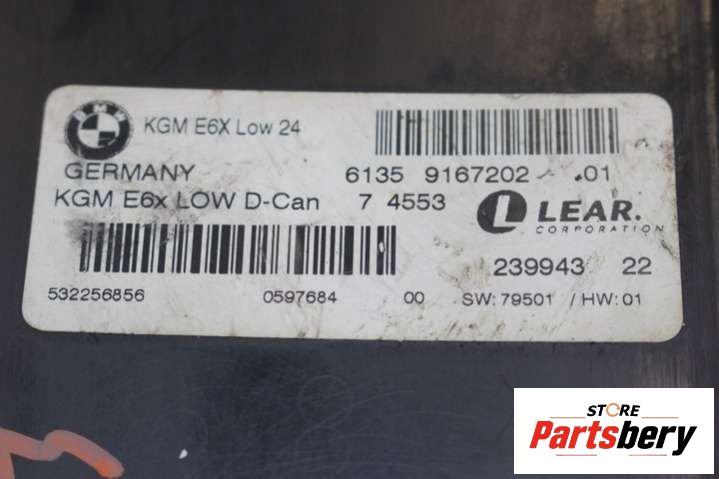 BMW
KGM E6X Low 24
GERMANY 6135 9167202 .01
KGM E6x LOW D-Can 7 4553
LEAR.
CORPORATION
239943 22
532256856 0597684 00 SW: 79501 / HW: 01
STORE
Partsbery